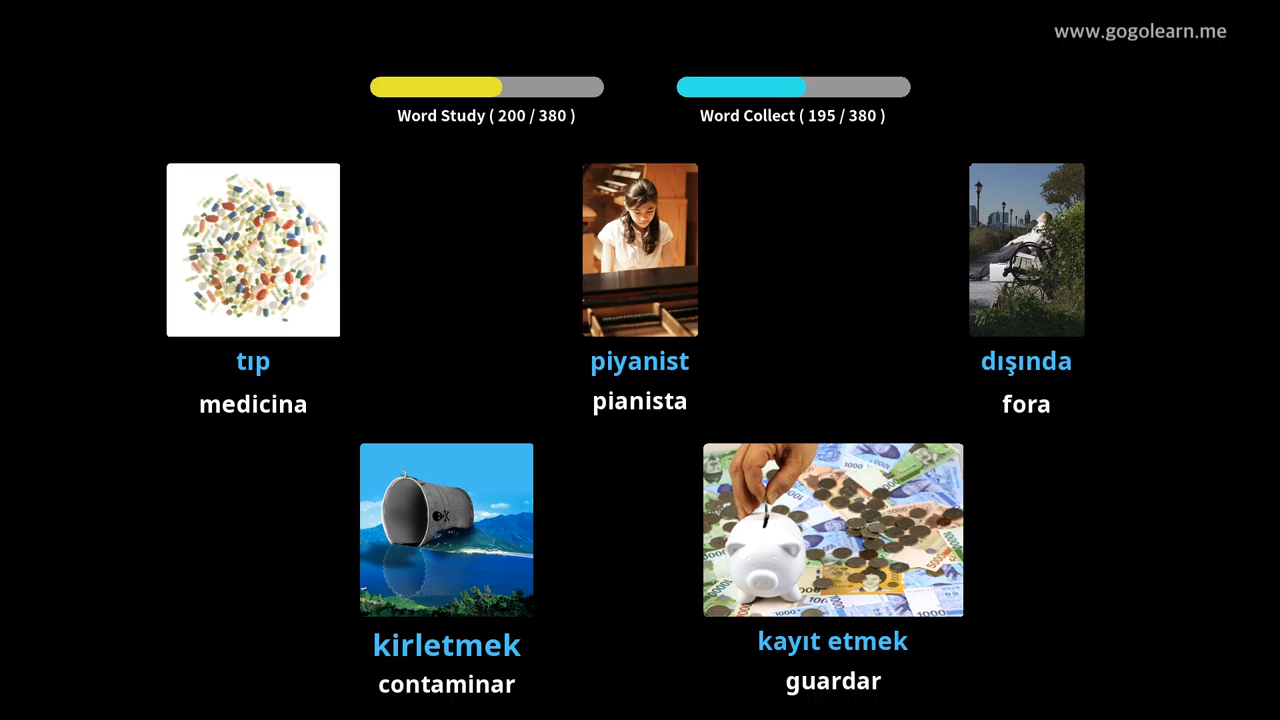 www.gogolearn.me
Word Study ( 200 / 380 )
Word Collect ( 195 / 380 )
tıp
medicina
piyanist
pianista
dışında
fora
kirletmek
contaminar
kayıt etmek
guardar